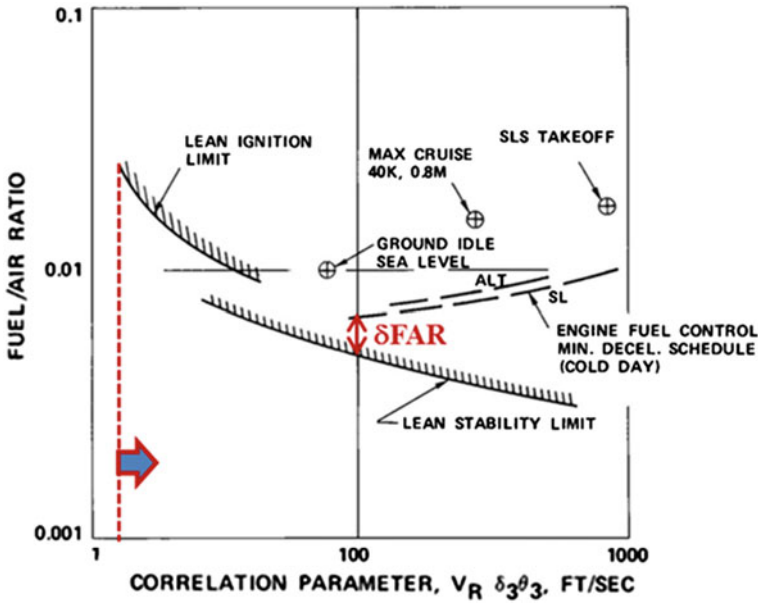 0.1
LEAN IGNITION
LIMIT
SLS TAKEOFF
MAX CRUISE
40K, 0.8M
GROUND IDLE
SEA LEVEL
0.01
ALT
SL
δFAR
ENGINE FUEL CONTROL
MIN. DECEL. SCHEDULE
(COLD DAY)
LEAN STABILITY LIMIT
FUEL/AIR RATIO
0.001
1
100
1000
CORRELATION PARAMETER, V_R δ₃θ₃, FT/SEC